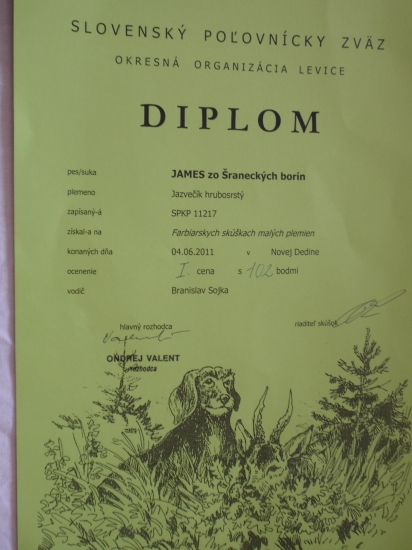 SLOVENSKÝ POĽOVNÍCKY ZVÄZ
OKRESNÁ ORGANIZÁCIA LEVICE
DIPLOM
pes/suka JAMES zo Šraneckých borín
plemeno Jazvečík hrubosrstý
zapísaný-á SPKP 11217
získal-a na Farbiarskych skúškach malých plemien
konaných dňa 04.06.2011 v Novej Dedine
ocenenie I. cena s 102 bodmi
vodič Branislav Sojka
hlavný rozhodca riaditeľ skúšok
ONDREJ VALENT
rozhodca